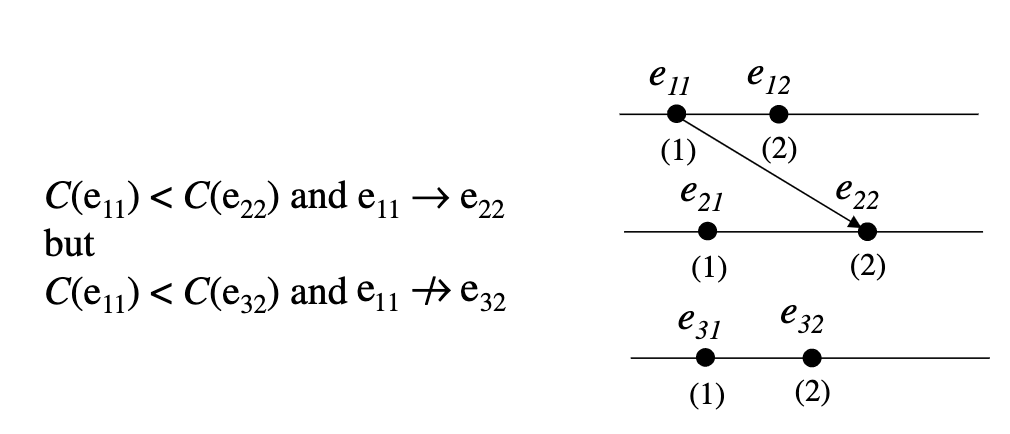 C(e₁₁) < C(e₂₂) and e₁₁ → e₂₂
but
C(e₁₁) < C(e₃₂) and e₁₁ ↛ e₃₂
e₁₁ e₁₂
(1) (2)
e₂₁ e₂₂
(1) (2)
e₃₁ e₃₂
(1) (2)